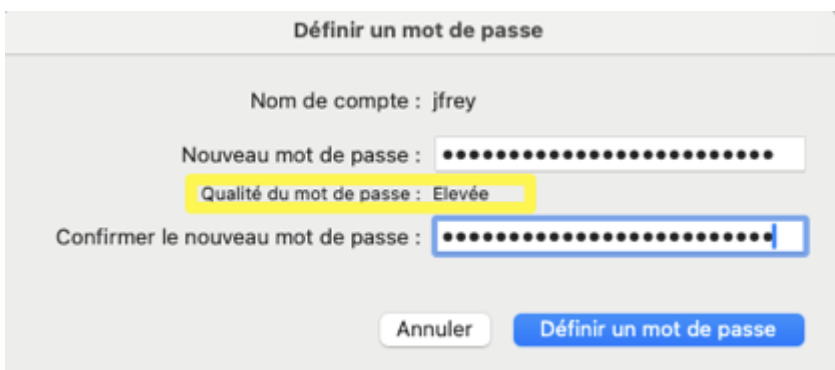 Définir un mot de passe
Nom de compte : jfrey
Nouveau mot de passe : ••••••••••••••••••••••••••
Qualité du mot de passe : Elevée
Confirmer le nouveau mot de passe : ••••••••••••••••••••••••••
Annuler Définir un mot de passe